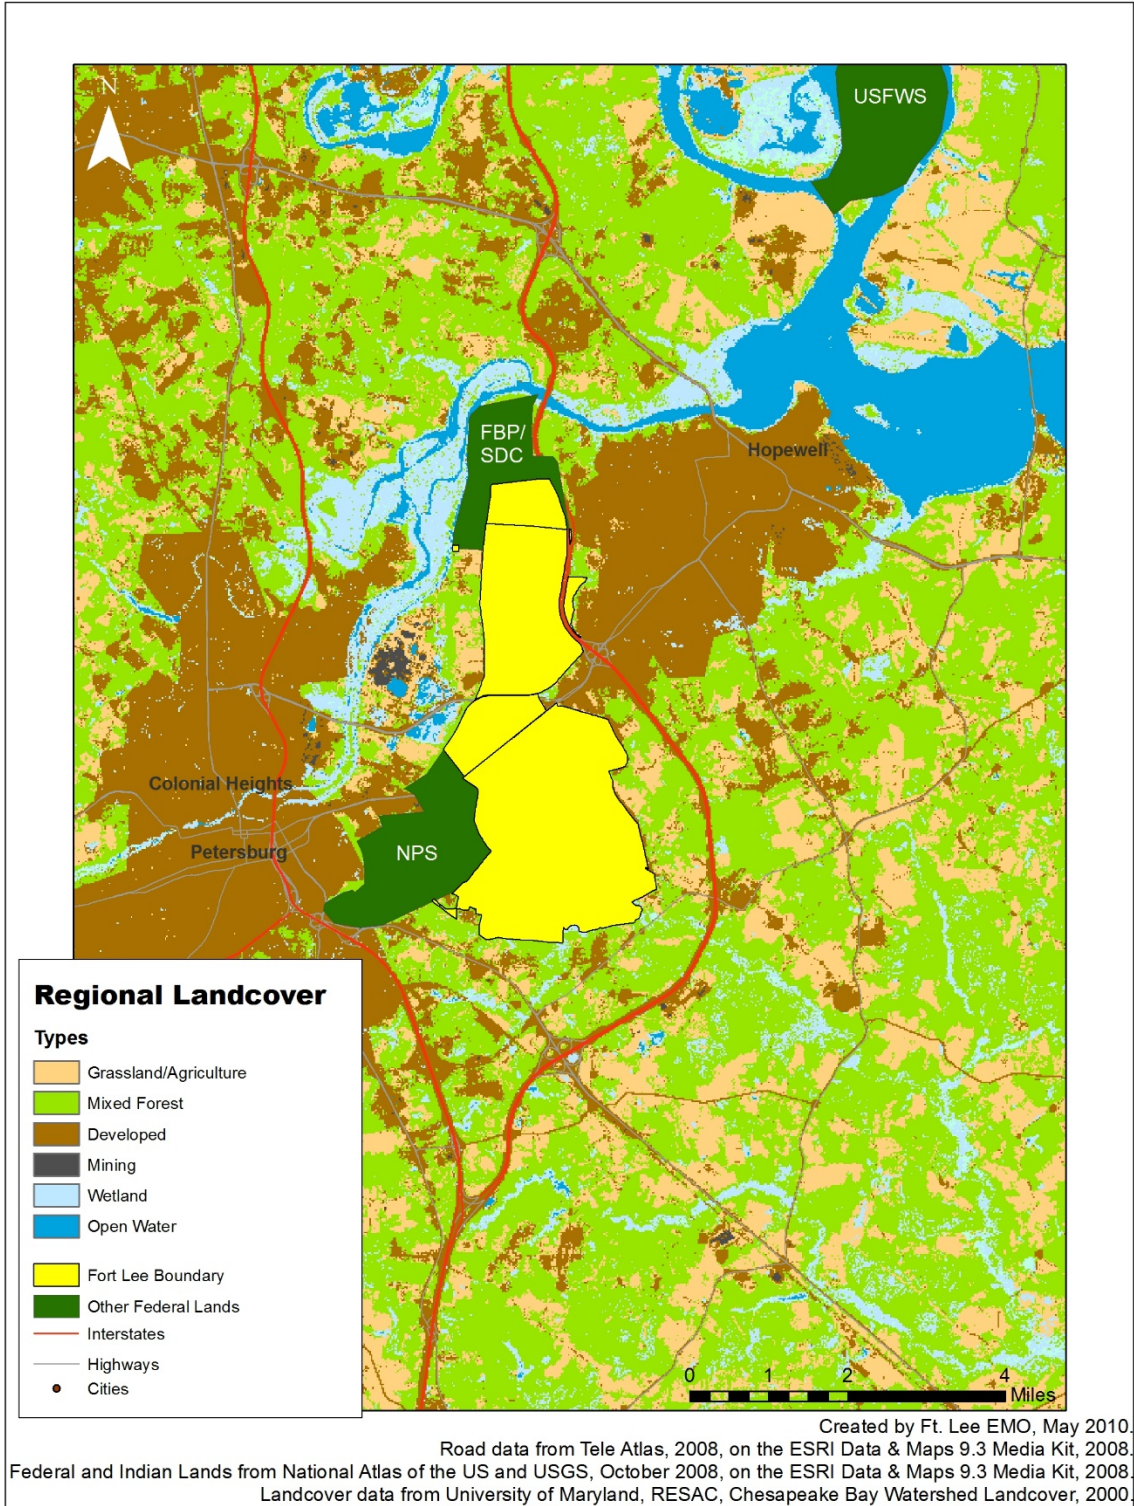 N
USFWS
FBP/
SDC
Hopewell
Colonial Heights
Petersburg
NPS
Regional Landcover
Types
Grassland/Agriculture
Mixed Forest
Developed
Mining
Wetland
Open Water
Fort Lee Boundary
Other Federal Lands
Interstates
Highways
Cities
0 1 2 4
Miles
Created by Ft. Lee EMO, May 2010.
Road data from Tele Atlas, 2008, on the ESRI Data & Maps 9.3 Media Kit, 2008.
Federal and Indian Lands from National Atlas of the US and USGS, October 2008, on the ESRI Data & Maps 9.3 Media Kit, 2008.
Landcover data from University of Maryland, RESAC, Chesapeake Bay Watershed Landcover, 2000.